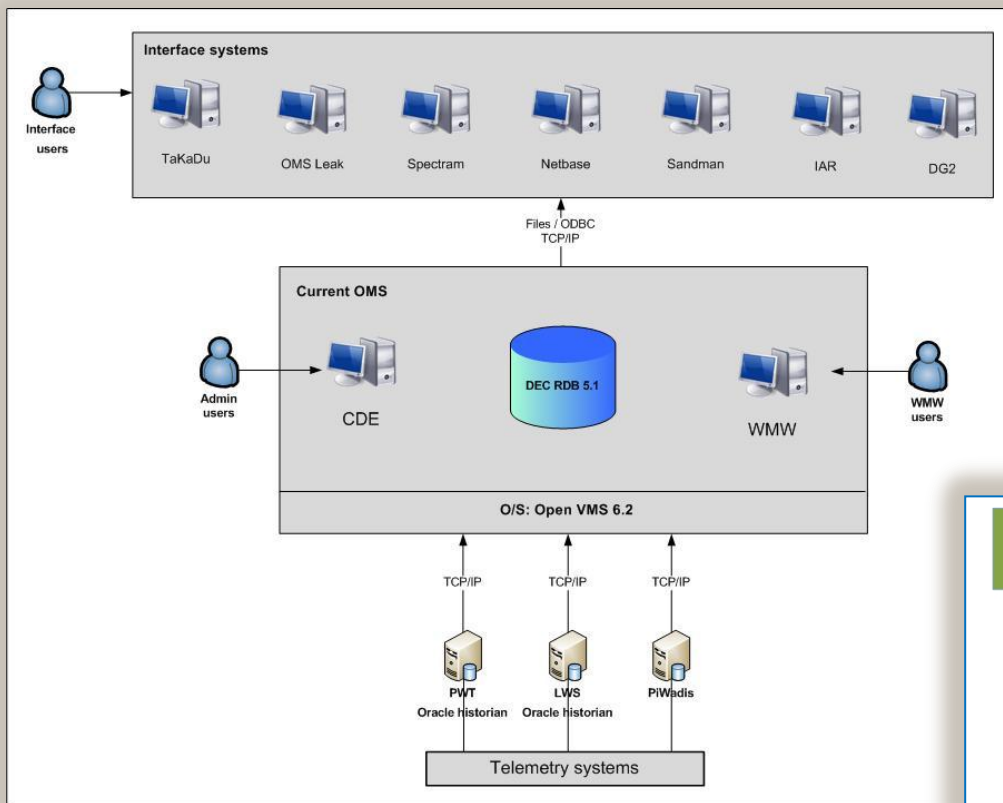 Interface systems
Interface
users
TaKaDu
OMS Leak
Spectram
Netbase
Sandman
IAR
DG2
Files / ODBC
TCP/IP
Current OMS
Admin
users
CDE
DEC RDB 5.1
WMW
WMW
users
O/S: Open VMS 6.2
TCP/IP
TCP/IP
TCP/IP
PWT
Oracle historian
LWS
Oracle historian
PiWadis
Telemetry systems